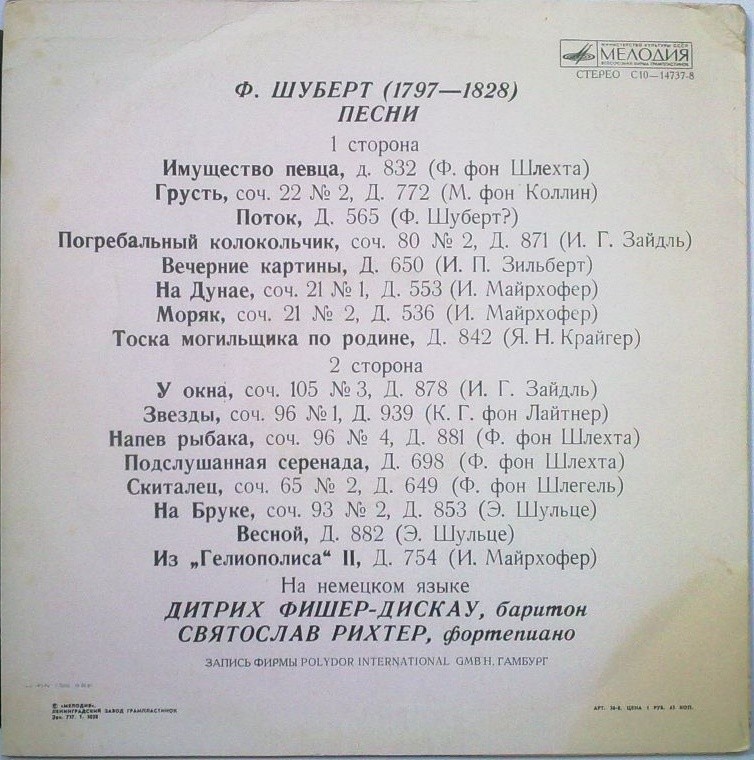 МИНИСТЕРСТВО КУЛЬТУРЫ СССР
МЕЛОДИЯ
ВСЕСОЮЗНАЯ ФИРМА ГРАМПЛАСТИНОК
СТЕРЕО С10—14737-8
Ф. ШУБЕРТ (1797—1828)
ПЕСНИ
1 сторона
Имущество певца, д. 832 (Ф. фон Шлехта)
Грусть, соч. 22 № 2, Д. 772 (М. фон Коллин)
Поток, Д. 565 (Ф. Шуберт?)
Погребальный колокольчик, соч. 80 № 2, Д. 871 (И. Г. Зайдль)
Вечерние картины, Д. 650 (И. П. Зильберт)
На Дунае, соч. 21 № 1, Д. 553 (И. Майрхофер)
Моряк, соч. 21 № 2, Д. 536 (И. Майрхофер)
Тоска могильщика по родине, Д. 842 (Я. Н. Крайгер)
2 сторона
У окна, соч. 105 № 3, Д. 878 (И. Г. Зайдль)
Звезды, соч. 96 № 1, Д. 939 (К. Г. фон Лайтнер)
Напев рыбака, соч. 96 № 4, Д. 881 (Ф. фон Шлехта)
Подслушанная серенада, Д. 698 (Ф. фон Шлехта)
Скиталец, соч. 65 № 2, Д. 649 (Ф. фон Шлегель)
На Бруке, соч. 93 № 2, Д. 853 (Э. Шульце)
Весной, Д. 882 (Э. Шульце)
Из „Гелиополиса“ II, Д. 754 (И. Майрхофер)
На немецком языке
ДИТРИХ ФИШЕР-ДИСКАУ, баритон
СВЯТОСЛАВ РИХТЕР, фортепиано
ЗАПИСЬ ФИРМЫ POLYDOR INTERNATIONAL GMBH, ГАМБУРГ
© «МЕЛОДИЯ»,
ЛЕНИНГРАДСКИЙ ЗАВОД ГРАМПЛАСТИНОК
Зак. 717. Т.
АРТ. 36-8. ЦЕНА 1 РУБ. 45 КОП.